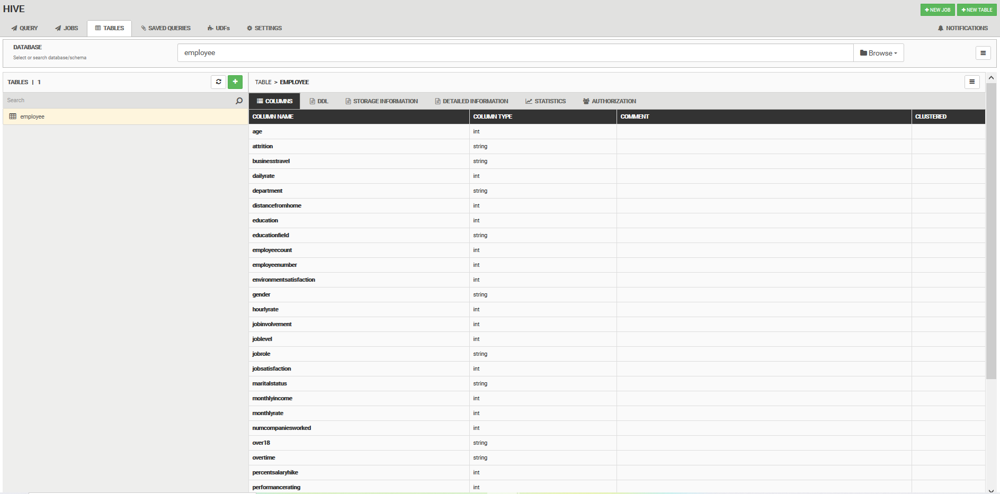 HIVE
NEW JOB NEW TABLE
QUERY JOBS TABLES SAVED QUERIES UDFs SETTINGS NOTIFICATIONS
DATABASE
Select or search database/schema
employee Browse
TABLES | 1
TABLE > EMPLOYEE
Search
COLUMNS DDL STORAGE INFORMATION DETAILED INFORMATION STATISTICS AUTHORIZATION
employee
COLUMN NAME COLUMN TYPE COMMENT CLUSTERED
age int
attrition string
businesstravel string
dailyrate int
department string
distancefromhome int
education int
educationfield string
employeecount int
employeenumber int
environmentsatisfaction int
gender string
hourlyrate int
jobinvolvement int
joblevel int
jobrole string
jobsatisfaction int
maritalstatus string
monthlyincome int
monthlyrate int
numcompaniesworked int
over18 string
overtime string
percentsalaryhike int
performancerating int